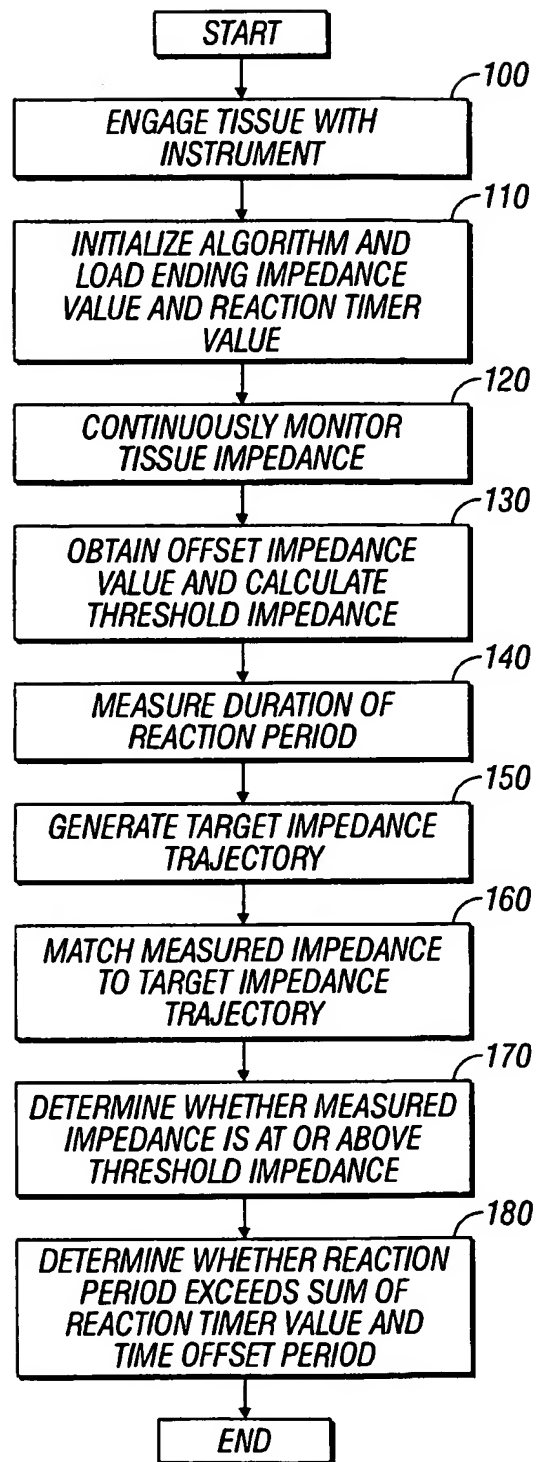 START
100
ENGAGE TISSUE WITH
INSTRUMENT
110
INITIALIZE ALGORITHM AND
LOAD ENDING IMPEDANCE
VALUE AND REACTION TIMER
VALUE
120
CONTINUOUSLY MONITOR
TISSUE IMPEDANCE
130
OBTAIN OFFSET IMPEDANCE
VALUE AND CALCULATE
THRESHOLD IMPEDANCE
140
MEASURE DURATION OF
REACTION PERIOD
150
GENERATE TARGET IMPEDANCE
TRAJECTORY
160
MATCH MEASURED IMPEDANCE
TO TARGET IMPEDANCE
TRAJECTORY
170
DETERMINE WHETHER MEASURED
IMPEDANCE IS AT OR ABOVE
THRESHOLD IMPEDANCE
180
DETERMINE WHETHER REACTION
PERIOD EXCEEDS SUM OF
REACTION TIMER VALUE AND
TIME OFFSET PERIOD
END